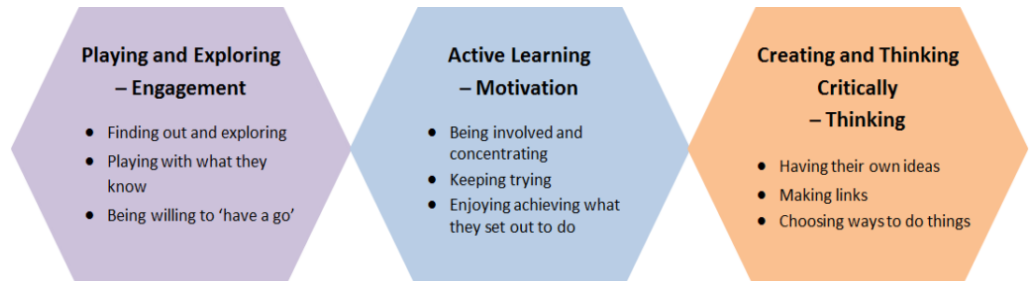 Playing and Exploring
– Engagement
● Finding out and exploring
● Playing with what they
know
● Being willing to ‘have a go’
Active Learning
– Motivation
● Being involved and
concentrating
● Keeping trying
● Enjoying achieving what
they set out to do
Creating and Thinking
Critically
– Thinking
● Having their own ideas
● Making links
● Choosing ways to do things